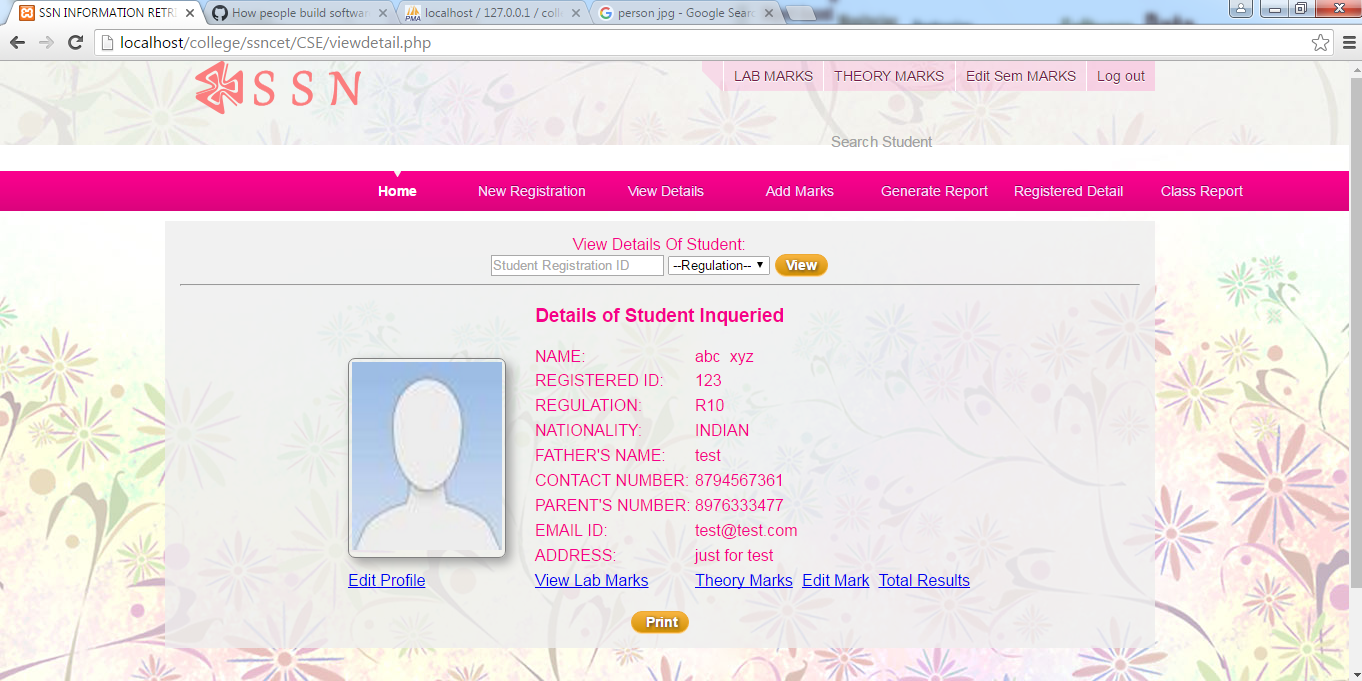 SSN INFORMATION RETRI
How people build softwar
localhost / 127.0.0.1 / coll
person jpg - Google Sear
localhost/college/ssncet/CSE/viewdetail.php
SSN
LAB MARKS THEORY MARKS Edit Sem MARKS Log out
Search Student
Home New Registration View Details Add Marks Generate Report Registered Detail Class Report
View Details Of Student:
Student Registration ID --Regulation-- View
Details of Student Inqueried
NAME: abc xyz
REGISTERED ID: 123
REGULATION: R10
NATIONALITY: INDIAN
FATHER'S NAME: test
CONTACT NUMBER: 8794567361
PARENT'S NUMBER: 8976333477
EMAIL ID: test@test.com
ADDRESS: just for test
Edit Profile View Lab Marks Theory Marks Edit Mark Total Results
Print